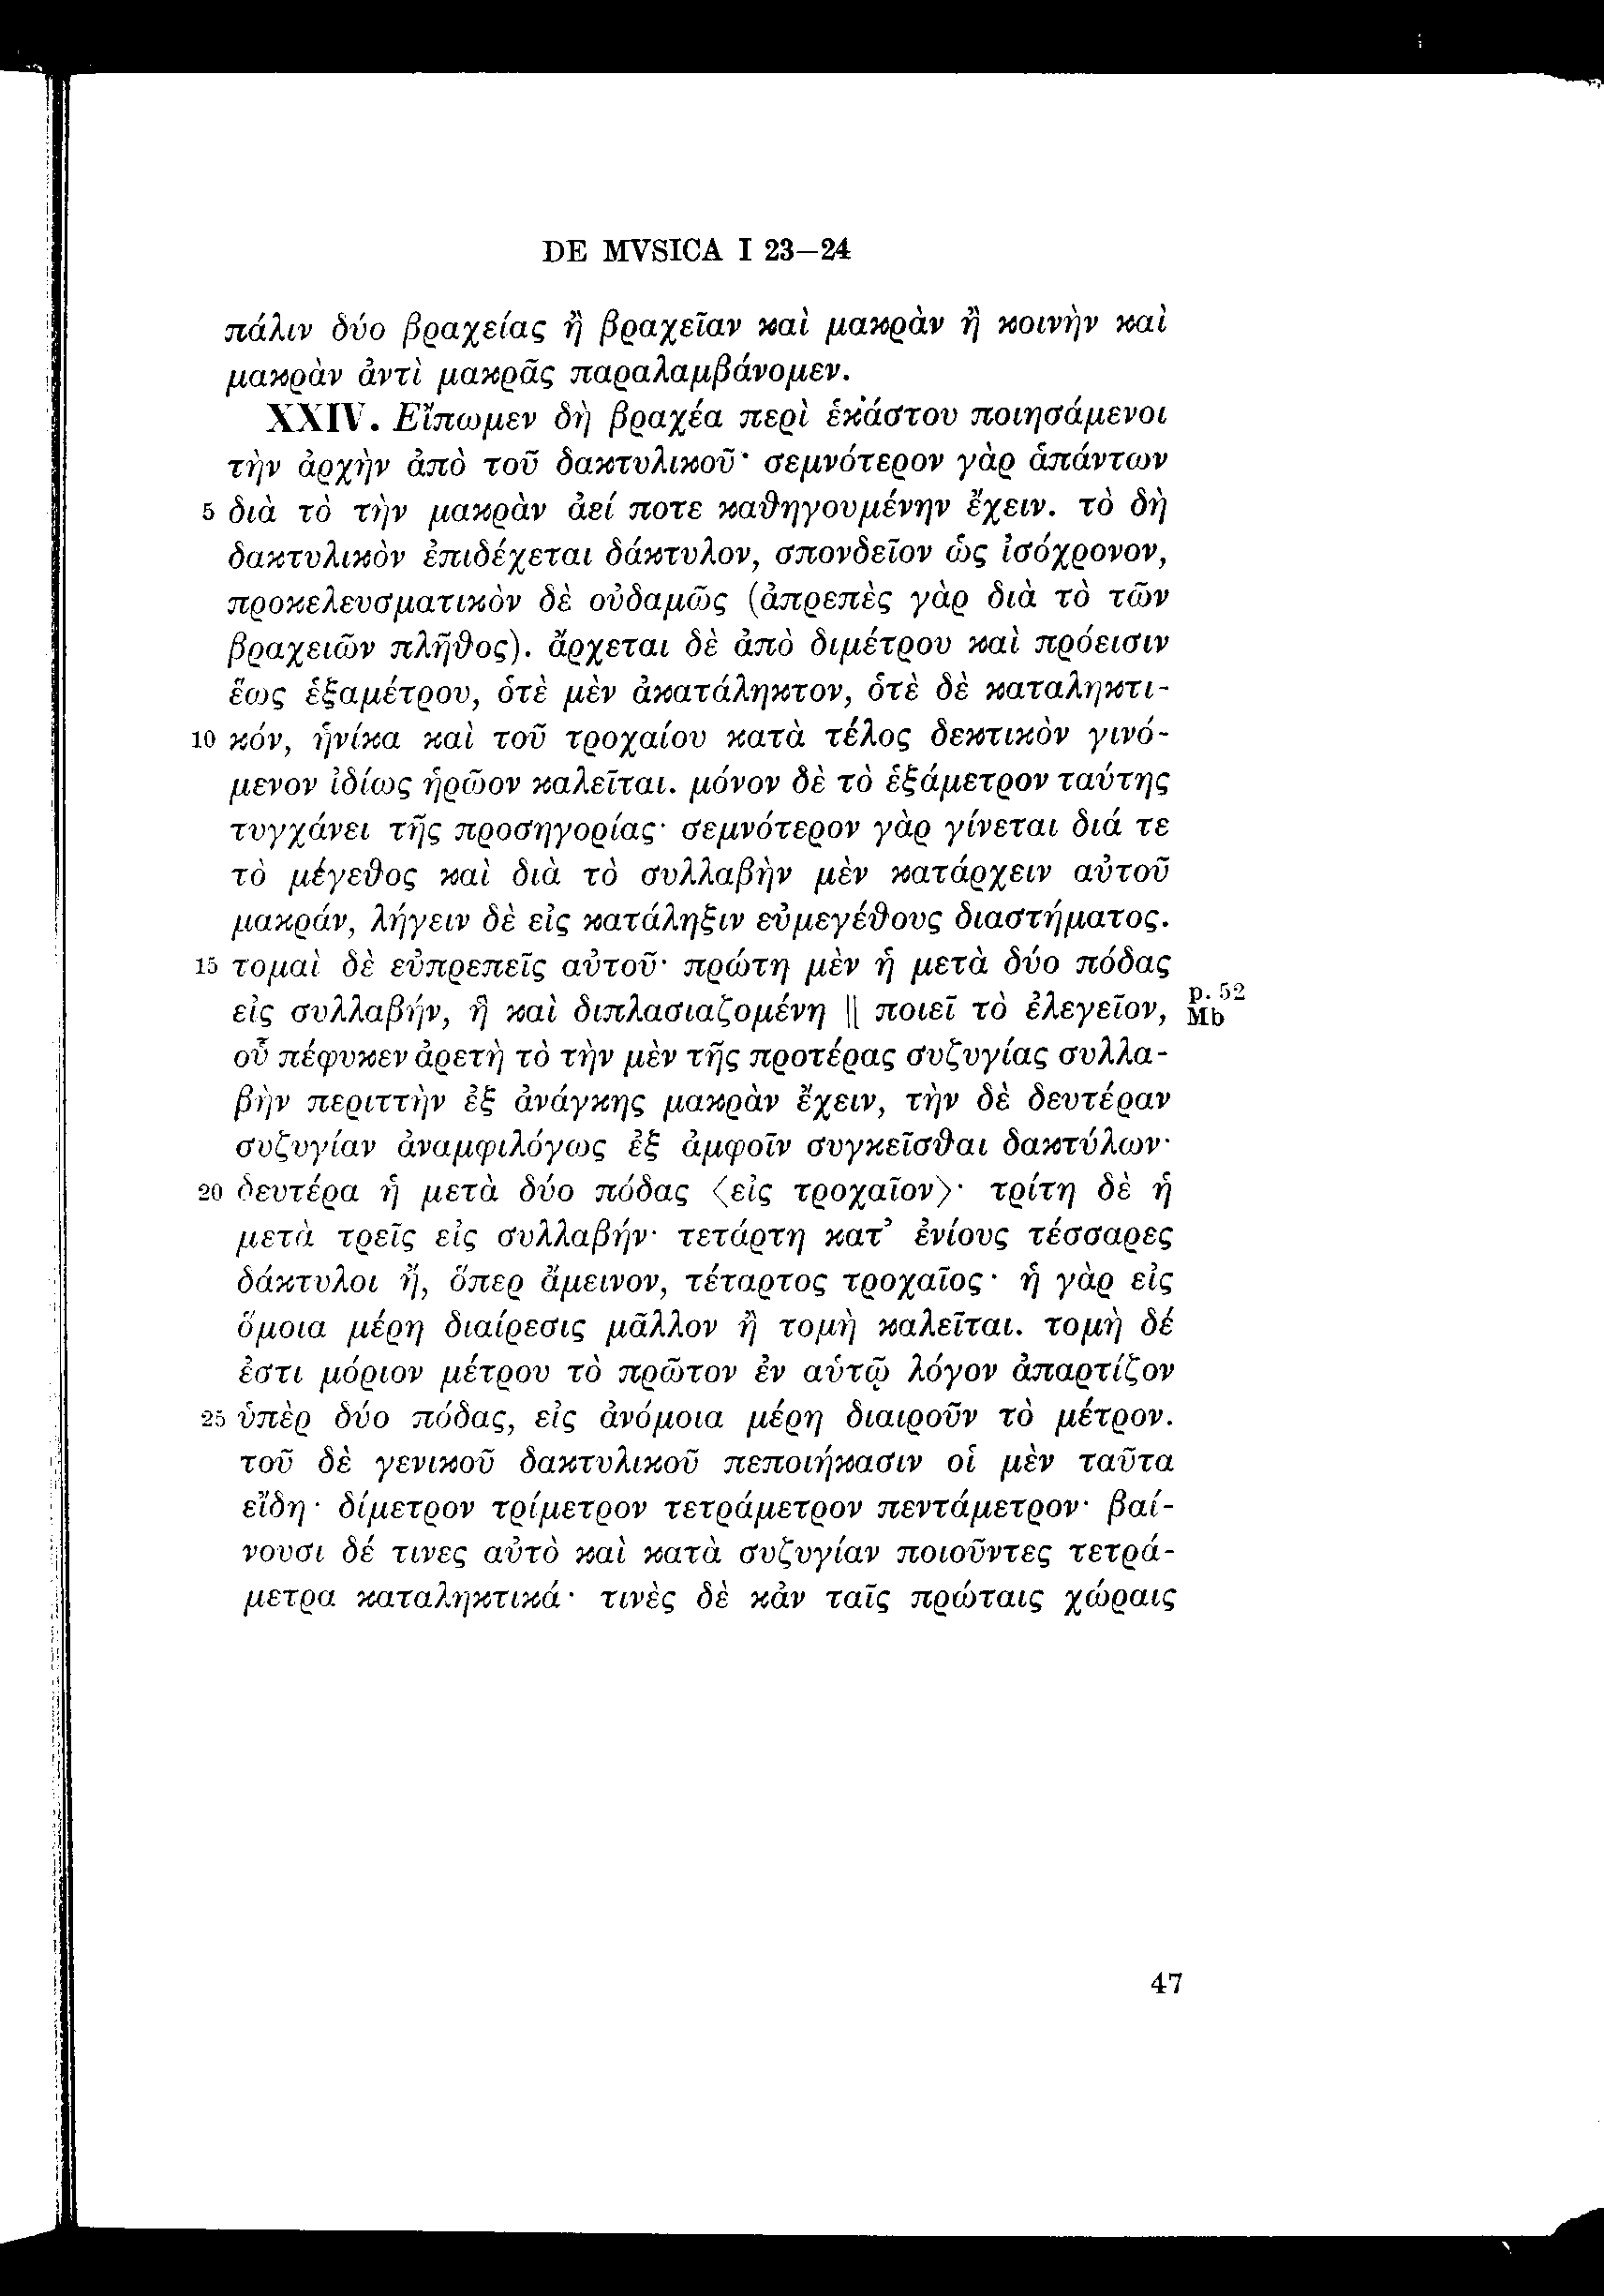 DE MVSICA I 23–24
πάλιν δύο βραχείας ἢ βραχεῖαν καὶ μακρὰν ἢ κοινὴν καὶ
μακρὰν ἀντὶ μακρᾶς παραλαμβάνομεν.
XXIV. Εἴπωμεν δὴ βραχέα περὶ ἑκάστου ποιησάμενοι
τὴν ἀρχὴν ἀπὸ τοῦ δακτυλικοῦ· σεμνότερον γὰρ ἁπάντων
5 διὰ τὸ τὴν μακρὰν ἀεί ποτε καθηγουμένην ἔχειν. τὸ δὴ
δακτυλικὸν ἐπιδέχεται δάκτυλον, σπονδεῖον ὡς ἰσόχρονον,
προκελευσματικὸν δὲ οὐδαμῶς (ἀπρεπὲς γὰρ διὰ τὸ τῶν
βραχειῶν πλῆθος). ἄρχεται δὲ ἀπὸ διμέτρου καὶ πρόεισιν
ἕως ἑξαμέτρου, ὁτὲ μὲν ἀκατάληκτον, ὁτὲ δὲ καταληκτι-
10 κόν, ἡνίκα καὶ τοῦ τροχαίου κατὰ τέλος δεκτικὸν γινό-
μενον ἰδίως ἡρῷον καλεῖται. μόνον δὲ τὸ ἑξάμετρον ταύτης
τυγχάνει τῆς προσηγορίας· σεμνότερον γὰρ γίνεται διά τε
τὸ μέγεθος καὶ διὰ τὸ συλλαβὴν μὲν κατάρχειν αὐτοῦ
μακράν, λήγειν δὲ εἰς κατάληξιν εὐμεγέθους διαστήματος.
15 τομαὶ δὲ εὐπρεπεῖς αὐτοῦ· πρώτη μὲν ἡ μετὰ δύο πόδας
εἰς συλλαβήν, ἣ καὶ διπλασιαζομένη || ποιεῖ τὸ ἐλεγεῖον, p. 52 Mb
οὗ πέφυκεν ἀρετὴ τὸ τὴν μὲν τῆς προτέρας συζυγίας συλλα-
βὴν περιττὴν ἐξ ἀνάγκης μακρὰν ἔχειν, τὴν δὲ δευτέραν
συζυγίαν ἀναμφιλόγως ἐξ ἀμφοῖν συγκεῖσθαι δακτύλων·
20 δευτέρα ἡ μετὰ δύο πόδας ⟨εἰς τροχαῖον⟩· τρίτη δὲ ἡ
μετὰ τρεῖς εἰς συλλαβήν· τετάρτη κατ’ ἐνίους τέσσαρες
δάκτυλοι ἤ, ὅπερ ἄμεινον, τέταρτος τροχαῖος· ἡ γὰρ εἰς
ὅμοια μέρη διαίρεσις μᾶλλον ἢ τομὴ καλεῖται. τομὴ δέ
ἐστι μόριον μέτρου τὸ πρῶτον ἐν αὑτῷ λόγον ἀπαρτίζον
25 ὑπὲρ δύο πόδας, εἰς ἀνόμοια μέρη διαιροῦν τὸ μέτρον.
τοῦ δὲ γενικοῦ δακτυλικοῦ πεποιήκασιν οἱ μὲν ταῦτα
εἴδη· δίμετρον τρίμετρον τετράμετρον πεντάμετρον· βαί-
νουσι δέ τινες αὐτὸ καὶ κατὰ συζυγίαν ποιοῦντες τετρά-
μετρα καταληκτικά· τινὲς δὲ κἀν ταῖς πρώταις χώραις
47